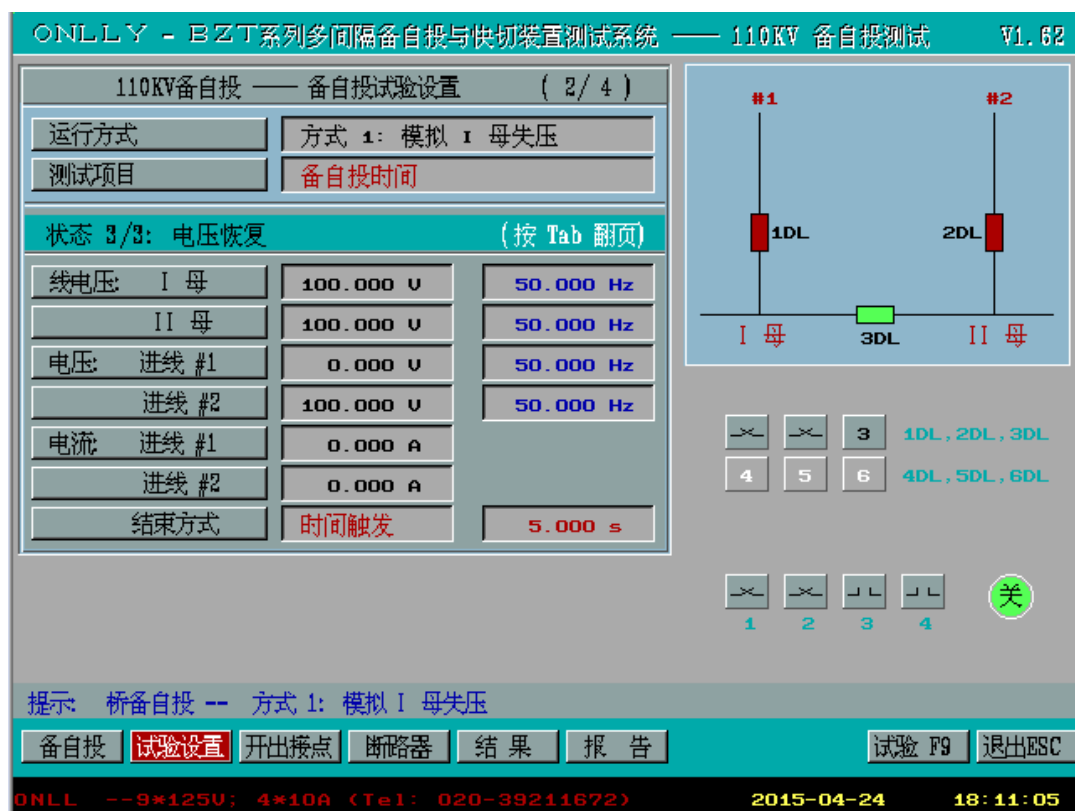 ONLLY - BZT系列多间隔备自投与快切装置测试系统 —— 110KV 备自投测试 V1.62
110KV备自投 —— 备自投试验设置 ( 2/ 4 )
运行方式 方式 1: 模拟 I 母失压
测试项目 备自投时间
状态 3/3: 电压恢复 (按 Tab 翻页)
线电压: I 母 100.000 V 50.000 Hz
II 母 100.000 V 50.000 Hz
电压: 进线 #1 0.000 V 50.000 Hz
进线 #2 100.000 V 50.000 Hz
电流: 进线 #1 0.000 A
进线 #2 0.000 A
结束方式 时间触发 5.000 s
#1 #2
1DL 2DL
I 母 3DL II 母
3 1DL,2DL,3DL
4 5 6 4DL,5DL,6DL
关
1 2 3 4
提示: 桥备自投 -- 方式 1: 模拟 I 母失压
备自投 试验设置 开出接点 断路器 结 果 报 告 试验 F9 退出ESC
ONLL --9*125V; 4*10A (Tel: 020-39211672) 2015-04-24 18:11:05